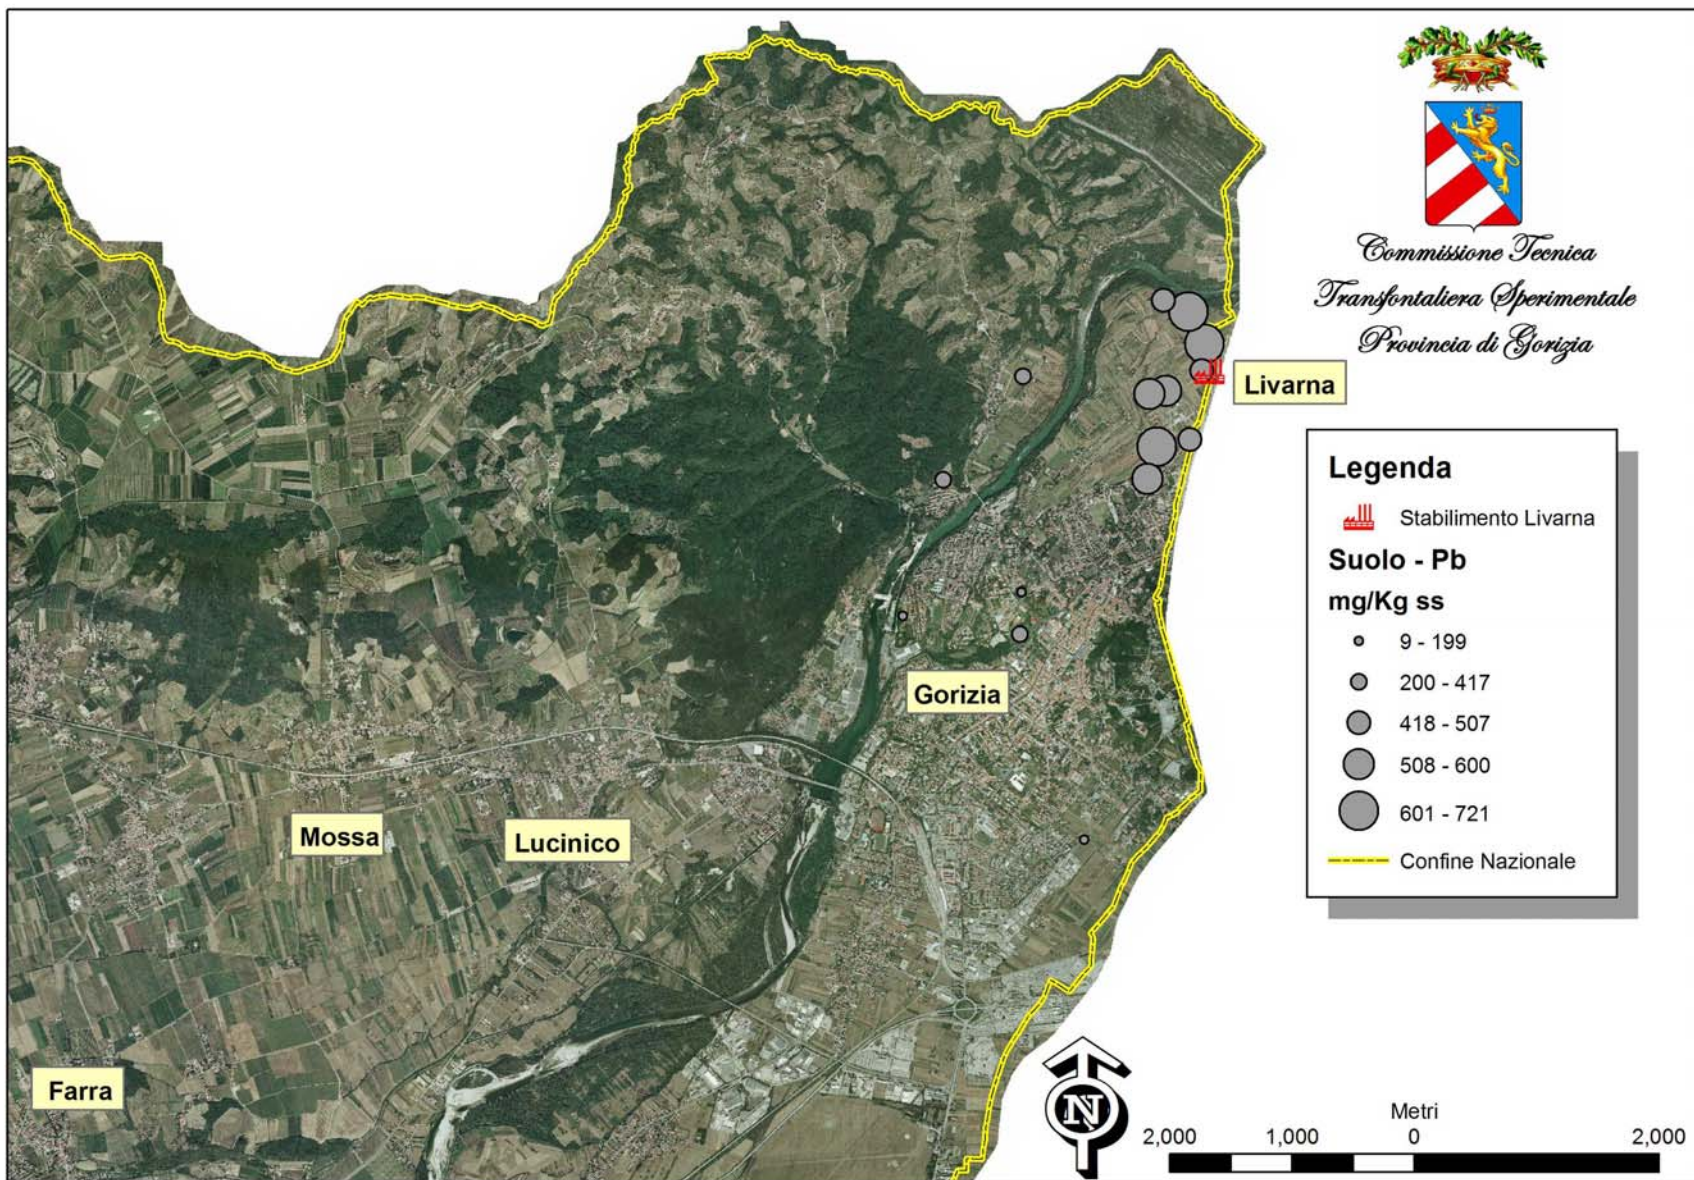 Commissione Tecnica
Transfontaliera Sperimentale
Provincia di Gorizia
Livarna
Legenda
Stabilimento Livarna
Suolo - Pb
mg/Kg ss
9 - 199
200 - 417
418 - 507
508 - 600
601 - 721
Confine Nazionale
Gorizia
Mossa
Lucinico
Farra
N
Metri
2,000 1,000 0 2,000